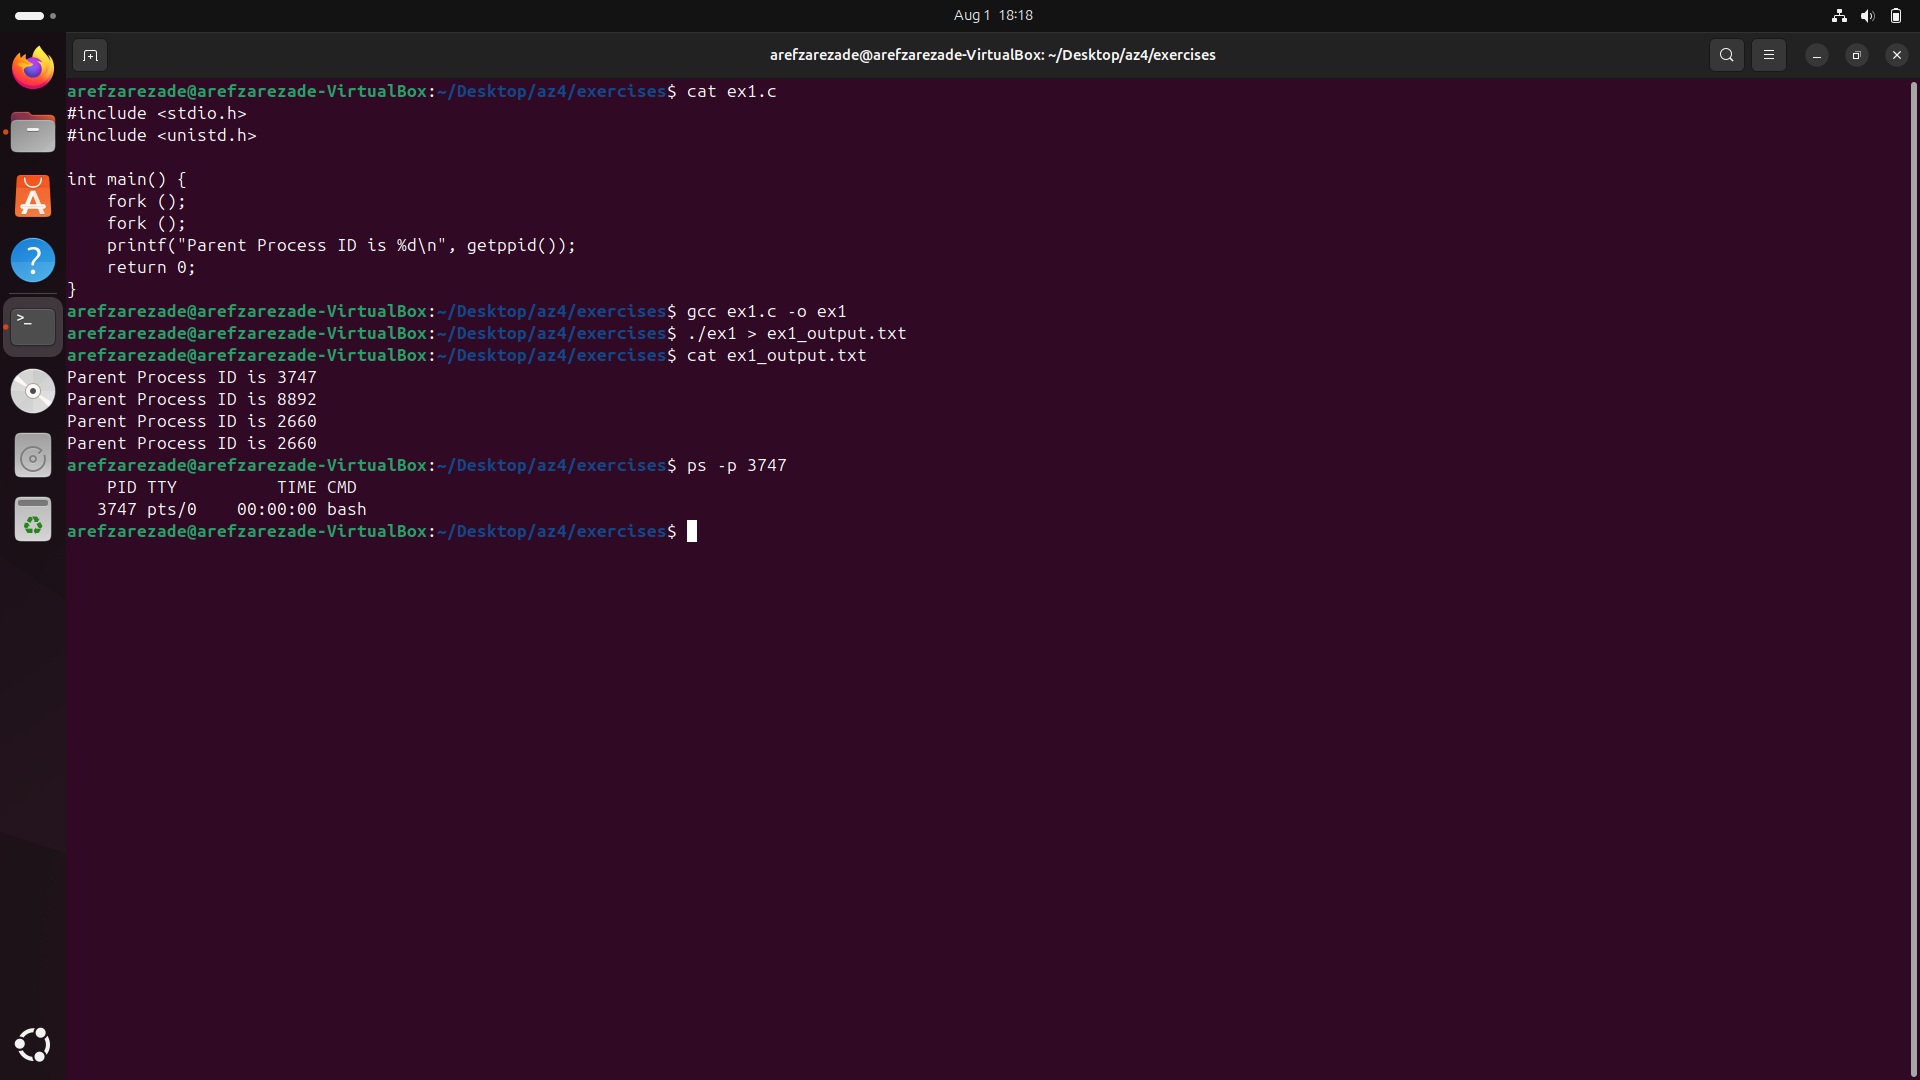 Aug 1 18:18
arefzarezade@arefzarezade-VirtualBox: ~/Desktop/az4/exercises
arefzarezade@arefzarezade-VirtualBox:~/Desktop/az4/exercises$ cat ex1.c
#include <stdio.h>
#include <unistd.h>

int main() {
    fork ();
    fork ();
    printf("Parent Process ID is %d\n", getppid());
    return 0;
}
arefzarezade@arefzarezade-VirtualBox:~/Desktop/az4/exercises$ gcc ex1.c -o ex1
arefzarezade@arefzarezade-VirtualBox:~/Desktop/az4/exercises$ ./ex1 > ex1_output.txt
arefzarezade@arefzarezade-VirtualBox:~/Desktop/az4/exercises$ cat ex1_output.txt
Parent Process ID is 3747
Parent Process ID is 8892
Parent Process ID is 2660
Parent Process ID is 2660
arefzarezade@arefzarezade-VirtualBox:~/Desktop/az4/exercises$ ps -p 3747
    PID TTY          TIME CMD
   3747 pts/0    00:00:00 bash
arefzarezade@arefzarezade-VirtualBox:~/Desktop/az4/exercises$